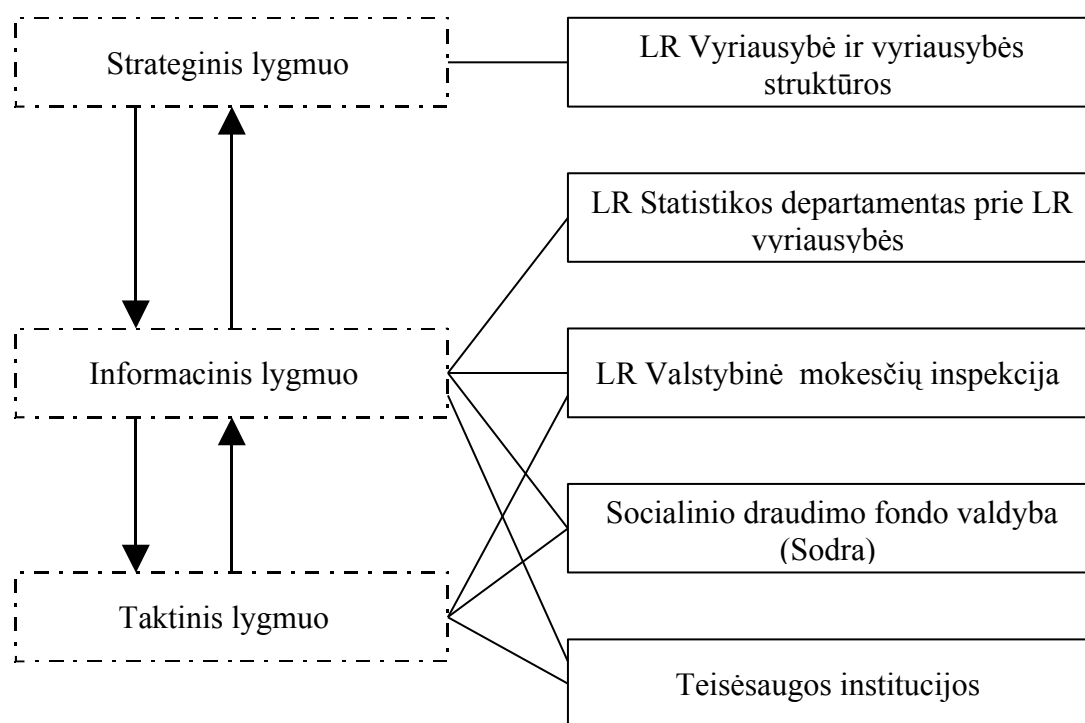 Strateginis lygmuo
LR Vyriausybė ir vyriausybės
struktūros
LR Statistikos departamentas prie LR
vyriausybės
Informacinis lygmuo
LR Valstybinė mokesčių inspekcija
Socialinio draudimo fondo valdyba
(Sodra)
Taktinis lygmuo
Teisėsaugos institucijos